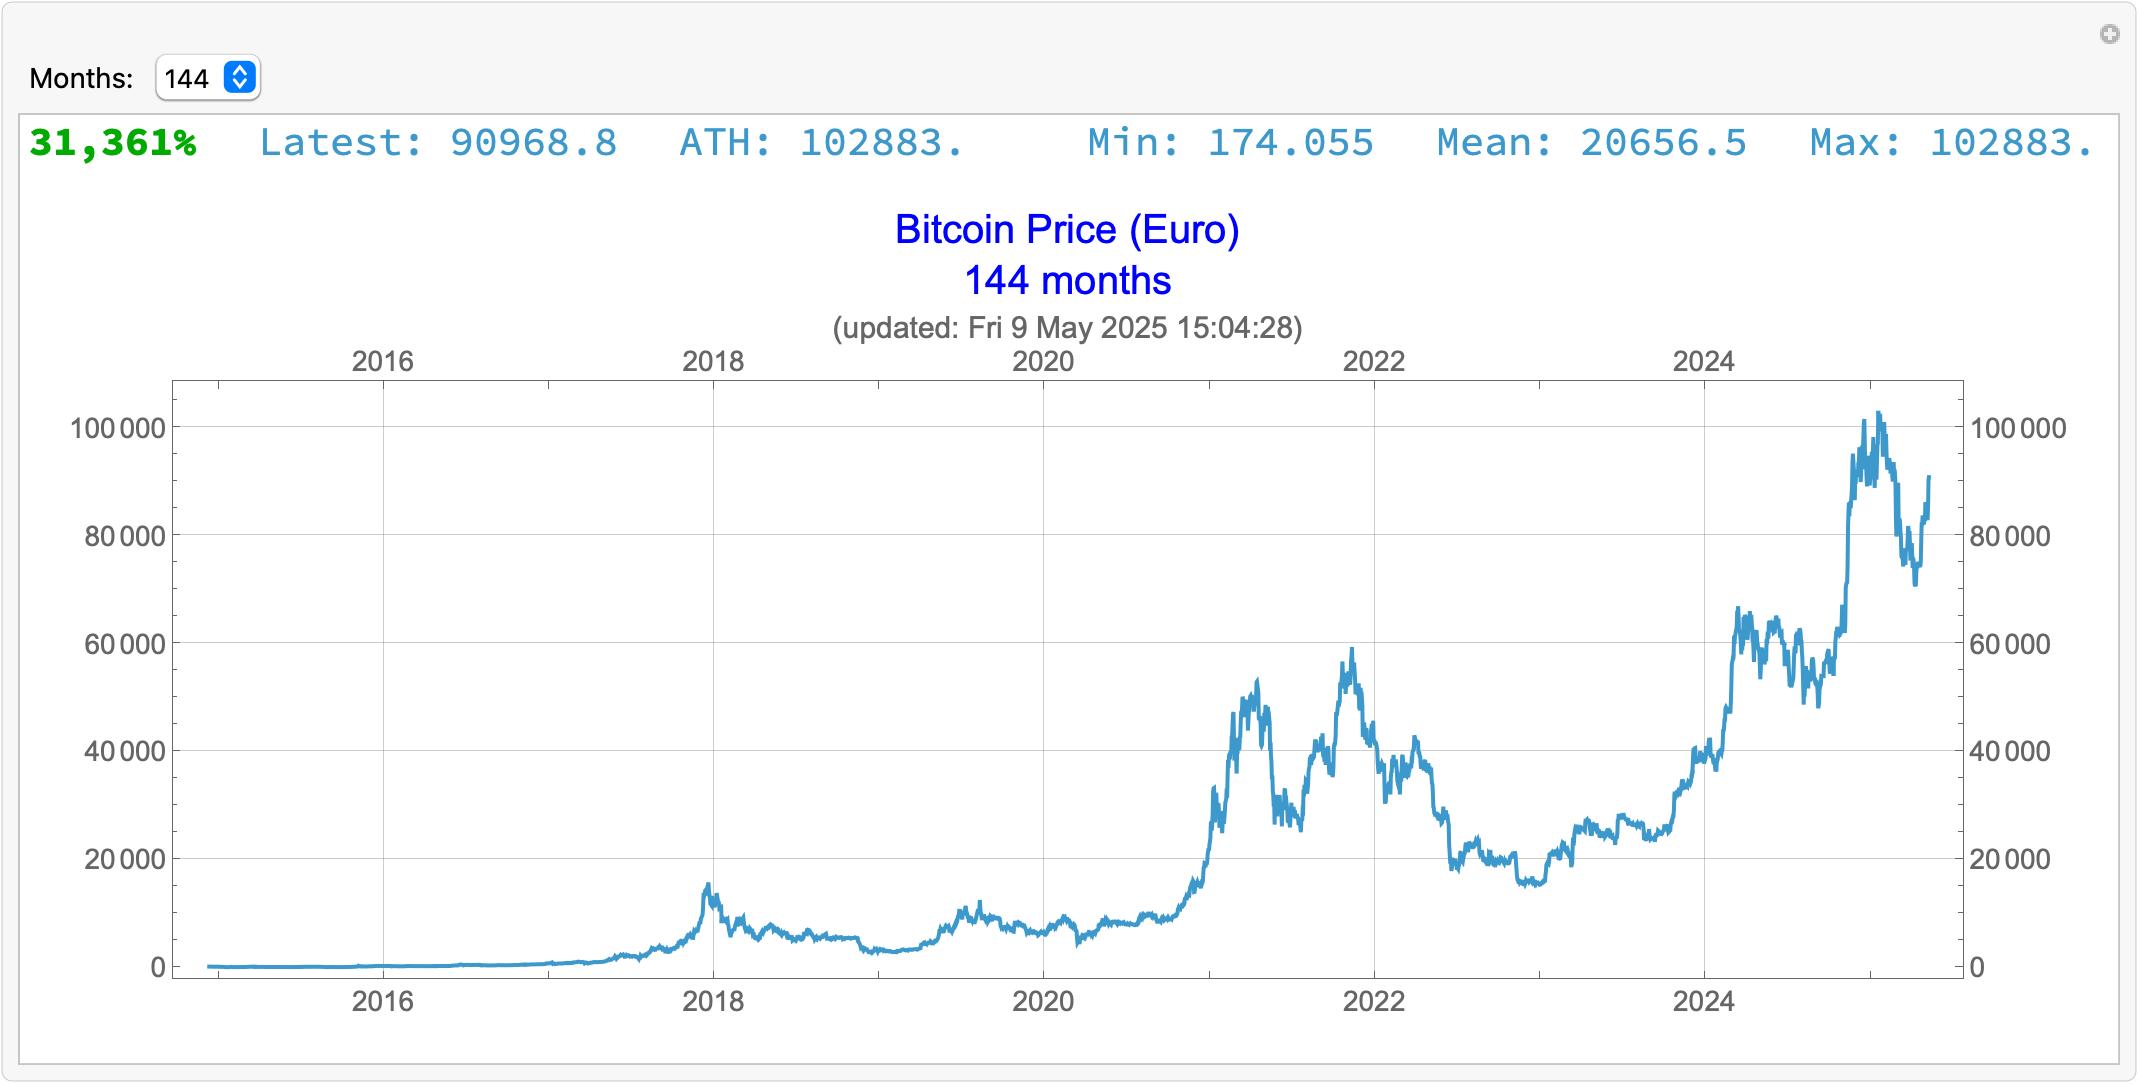 Months: 144
31,361% Latest: 90968.8 ATH: 102883. Min: 174.055 Mean: 20656.5 Max: 102883.
Bitcoin Price (Euro)
144 months
(updated: Fri 9 May 2025 15:04:28)
2016 2018 2020 2022 2024
100 000 100 000
80 000 80 000
60 000 60 000
40 000 40 000
20 000 20 000
0 0
2016 2018 2020 2022 2024